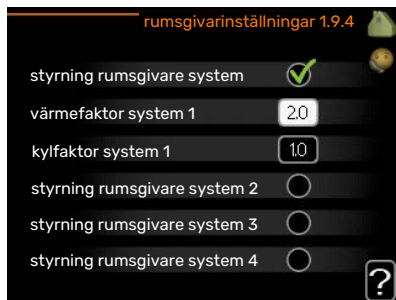 rumsgivarinställningar 1.9.4
styrning rumsgivare system
värmefaktor system 1 2.0
kylfaktor system 1 1.0
styrning rumsgivare system 2
styrning rumsgivare system 3
styrning rumsgivare system 4
?